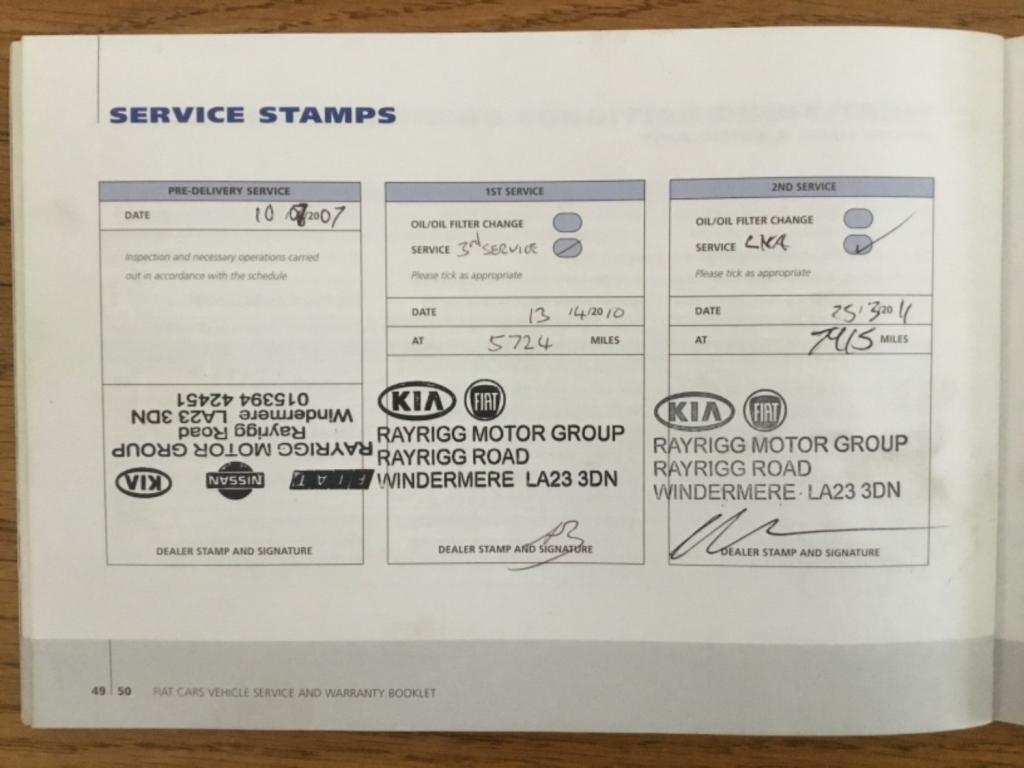 SERVICE STAMPS
PRE-DELIVERY SERVICE
DATE 10 /2007
Inspection and necessary operations carried
out in accordance with the schedule
KIA NISSAN FIAT
RAYRIGG MOTOR GROUP
Rayrigg Road
Windermere LA23 3DN
015394 42451
DEALER STAMP AND SIGNATURE
1ST SERVICE
OIL/OIL FILTER CHANGE
SERVICE 3rd SERVICE
Please tick as appropriate
DATE 13 /4/2010
AT 5724 MILES
KIA FIAT
RAYRIGG MOTOR GROUP
RAYRIGG ROAD
WINDERMERE LA23 3DN
DEALER STAMP AND SIGNATURE
2ND SERVICE
OIL/OIL FILTER CHANGE
SERVICE
Please tick as appropriate
DATE 25/3/2011
AT 7415 MILES
KIA FIAT
RAYRIGG MOTOR GROUP
RAYRIGG ROAD
WINDERMERE LA23 3DN
DEALER STAMP AND SIGNATURE
49 50 FIAT CARS VEHICLE SERVICE AND WARRANTY BOOKLET